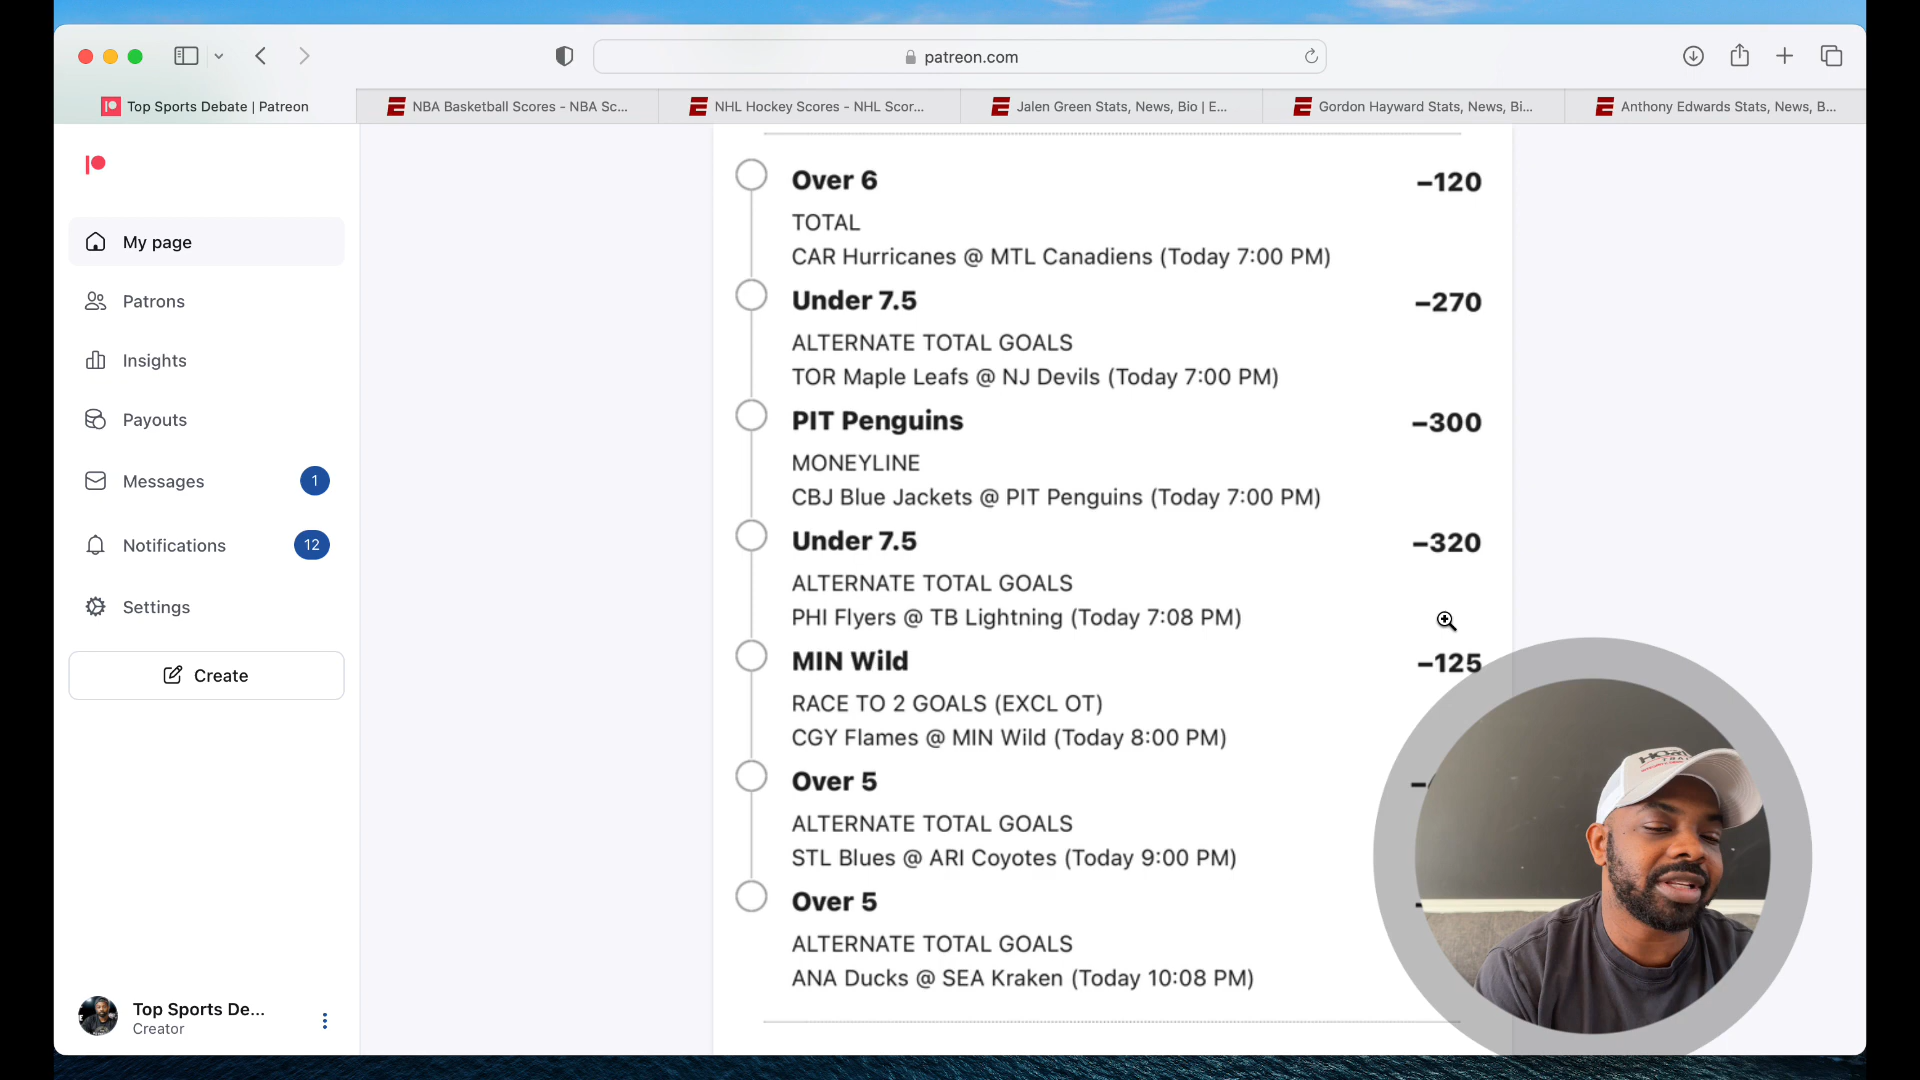 patreon.com
Top Sports Debate | Patreon
NBA Basketball Scores - NBA Sc...
NHL Hockey Scores - NHL Scor...
Jalen Green Stats, News, Bio | E...
Gordon Hayward Stats, News, Bi...
Anthony Edwards Stats, News, B...
My page
Patrons
Insights
Payouts
Messages 1
Notifications 12
Settings
Create
Top Sports De...
Creator
Over 6 −120
TOTAL
CAR Hurricanes @ MTL Canadiens (Today 7:00 PM)
Under 7.5 −270
ALTERNATE TOTAL GOALS
TOR Maple Leafs @ NJ Devils (Today 7:00 PM)
PIT Penguins −300
MONEYLINE
CBJ Blue Jackets @ PIT Penguins (Today 7:00 PM)
Under 7.5 −320
ALTERNATE TOTAL GOALS
PHI Flyers @ TB Lightning (Today 7:08 PM)
MIN Wild −125
RACE TO 2 GOALS (EXCL OT)
CGY Flames @ MIN Wild (Today 8:00 PM)
Over 5
ALTERNATE TOTAL GOALS
STL Blues @ ARI Coyotes (Today 9:00 PM)
Over 5
ALTERNATE TOTAL GOALS
ANA Ducks @ SEA Kraken (Today 10:08 PM)